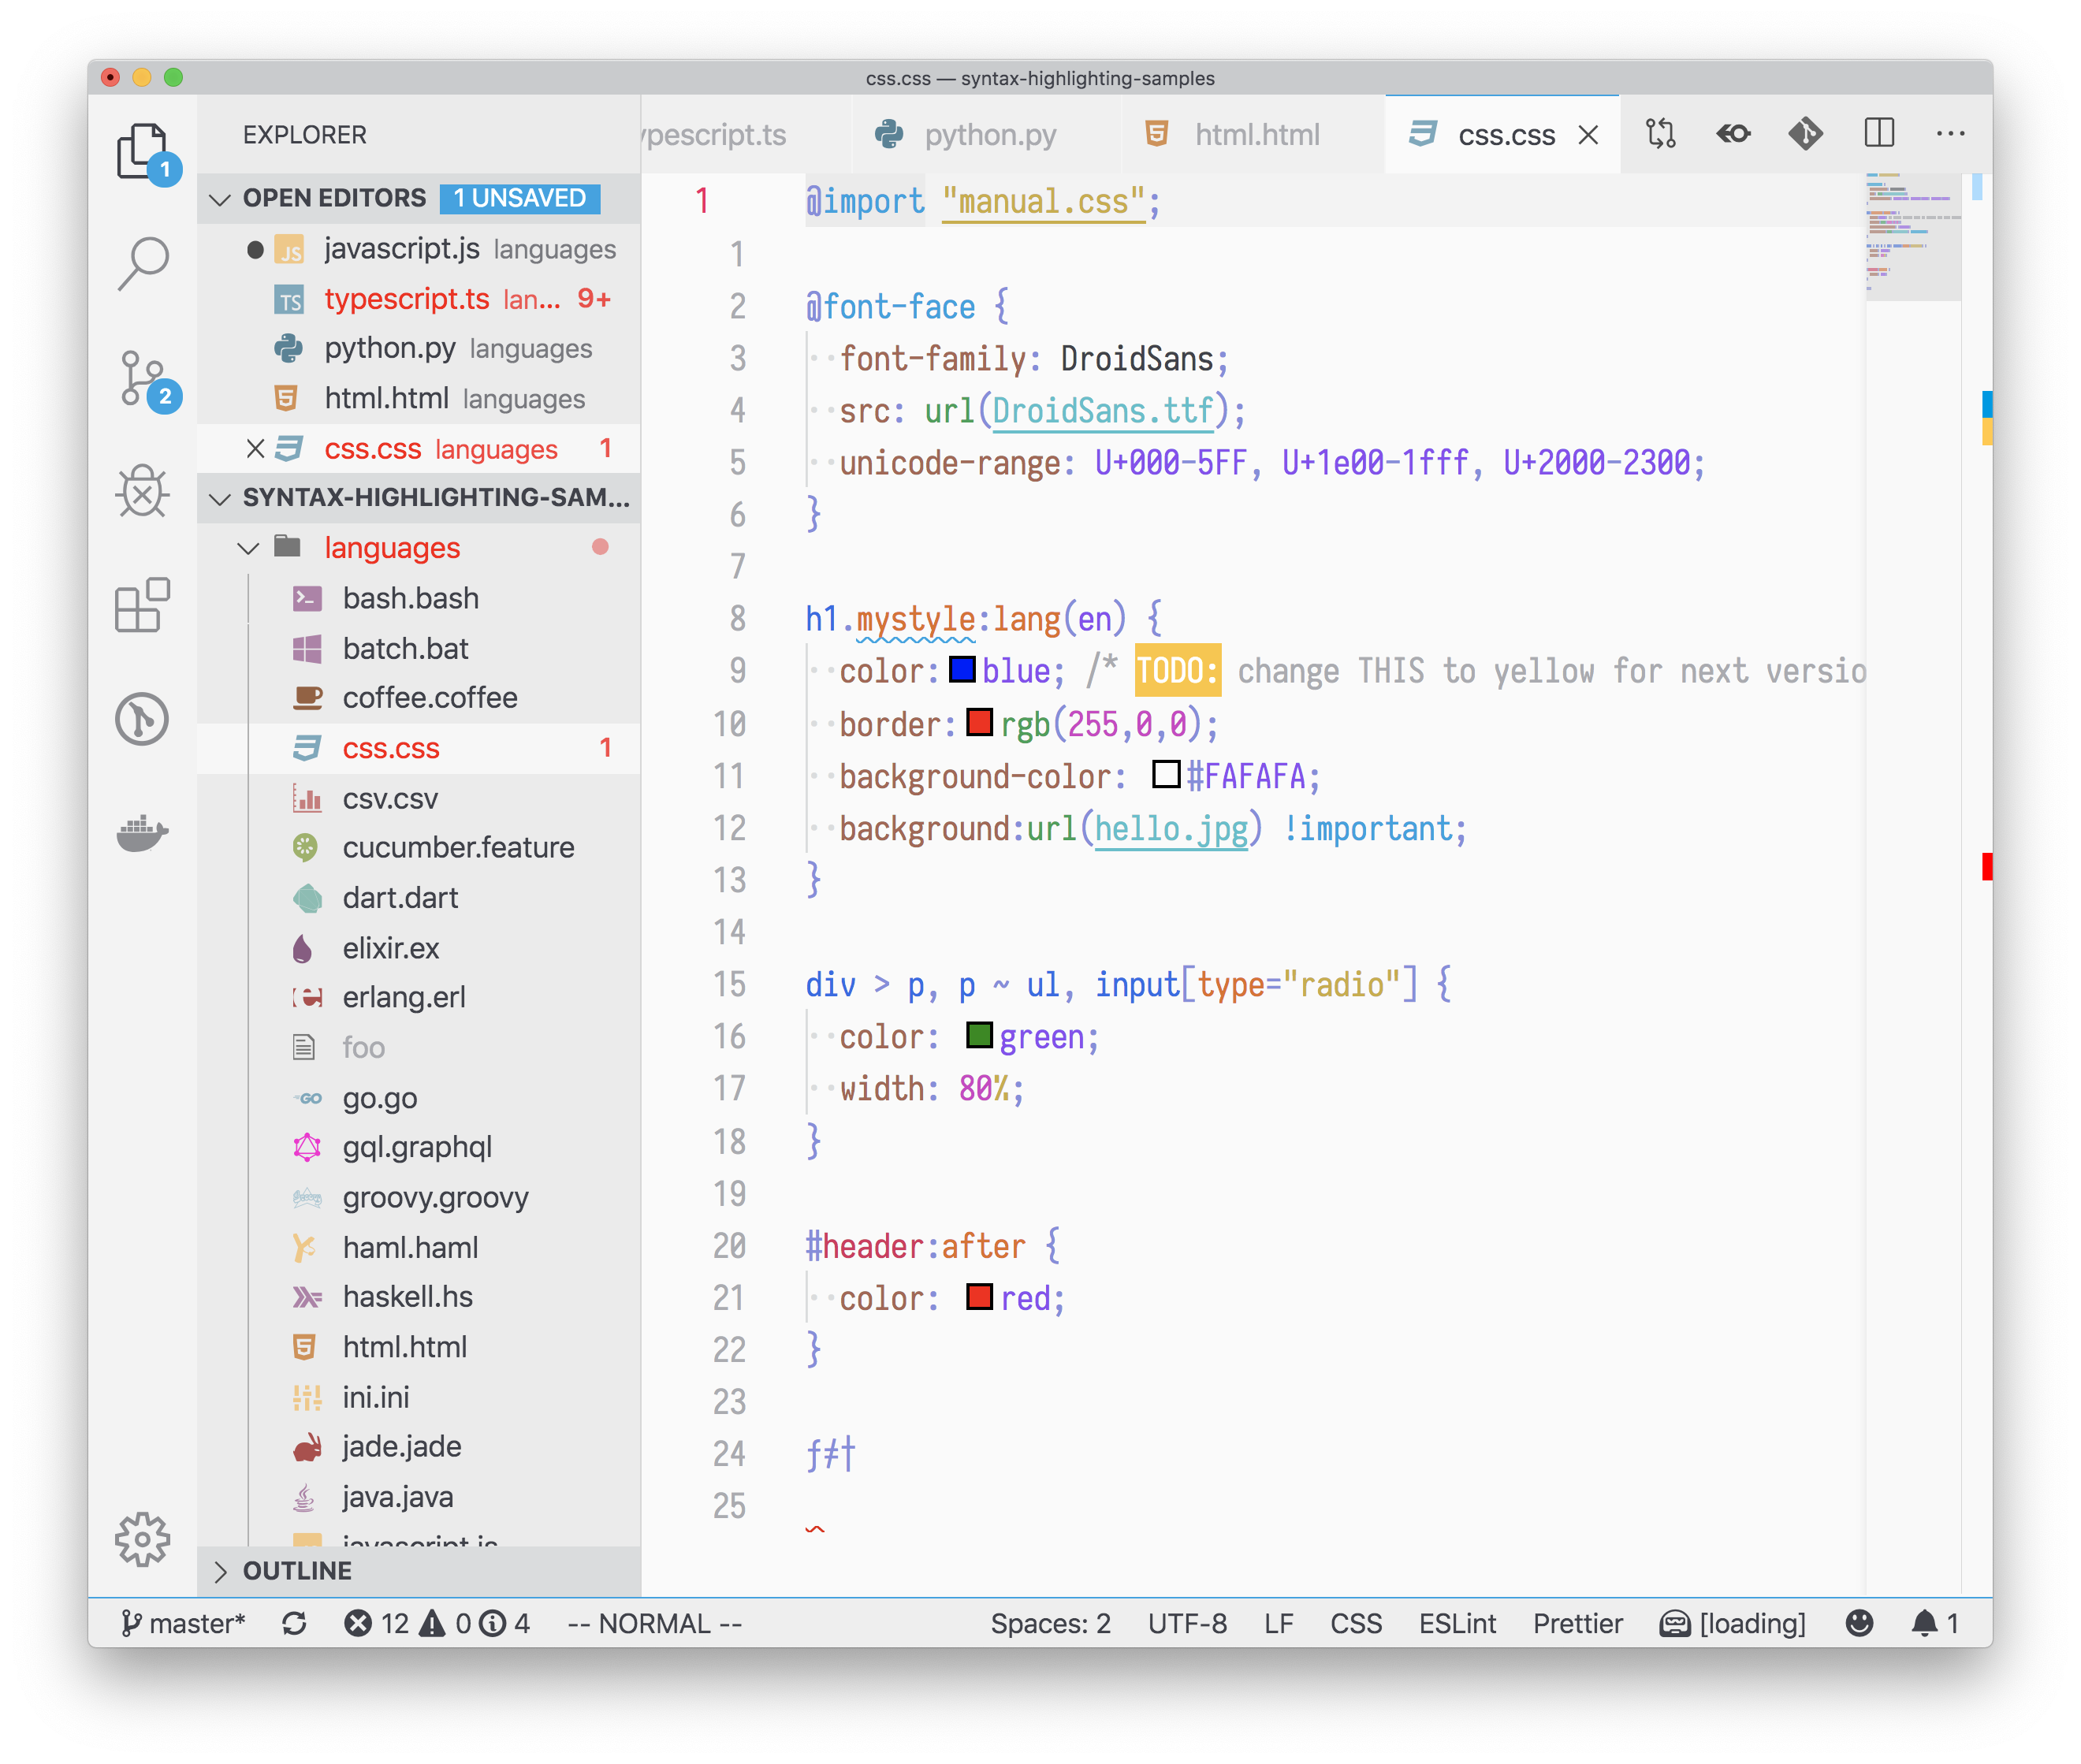 css.css — syntax-highlighting-samples
EXPLORER
OPEN EDITORS 1 UNSAVED
javascript.js languages
typescript.ts lan... 9+
python.py languages
html.html languages
css.css languages 1
SYNTAX-HIGHLIGHTING-SAM...
languages
bash.bash
batch.bat
coffee.coffee
css.css 1
csv.csv
cucumber.feature
dart.dart
elixir.ex
erlang.erl
foo
go.go
gql.graphql
groovy.groovy
haml.haml
haskell.hs
html.html
ini.ini
jade.jade
java.java
javascript.js
OUTLINE
1
2
ypescript.ts python.py html.html css.css
1 @import "manual.css";
1
2 @font-face {
3 font-family: DroidSans;
4 src: url(DroidSans.ttf);
5 unicode-range: U+000-5FF, U+1e00-1fff, U+2000-2300;
6 }
7
8 h1.mystyle:lang(en) {
9 color: blue; /* TODO: change THIS to yellow for next versio
10 border: rgb(255,0,0);
11 background-color: #FAFAFA;
12 background:url(hello.jpg) !important;
13 }
14
15 div > p, p ~ ul, input[type="radio"] {
16 color: green;
17 width: 80%;
18 }
19
20 #header:after {
21 color: red;
22 }
23
24 ƒ≠†
25
master* 12 0 4 -- NORMAL -- Spaces: 2 UTF-8 LF CSS ESLint Prettier [loading] 1